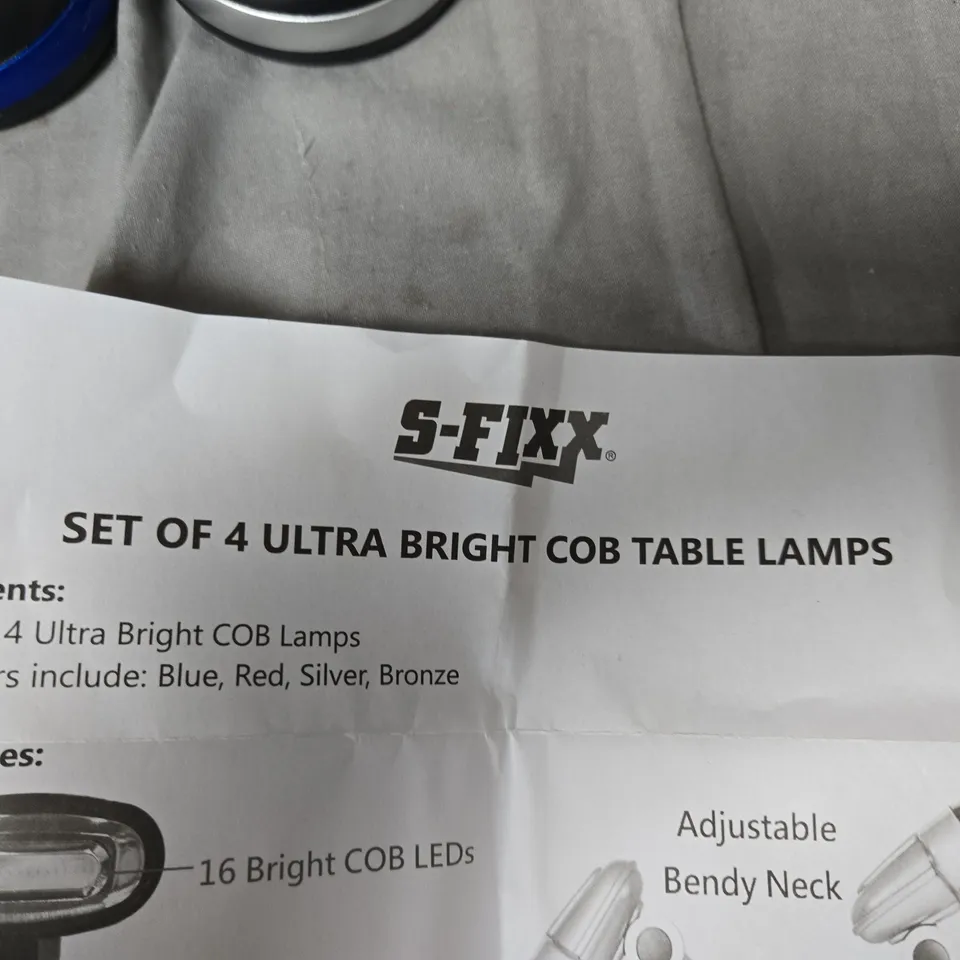 S-FIXX®
SET OF 4 ULTRA BRIGHT COB TABLE LAMPS
ents:
4 Ultra Bright COB Lamps
rs include: Blue, Red, Silver, Bronze
es:
16 Bright COB LEDs
Adjustable
Bendy Neck